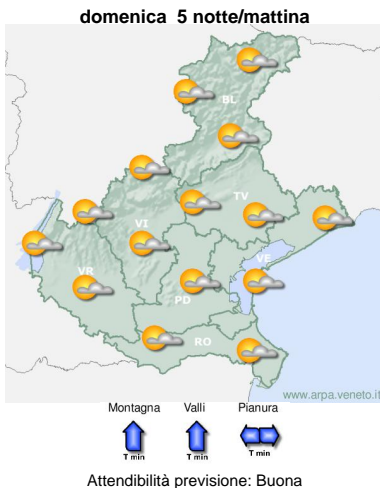 domenica 5 notte/mattina
BL
TV
VI
VE
VR
PD
RO
www.arpa.veneto.it
Montagna Valli Pianura
T min T min T min
Attendibilità previsione: Buona